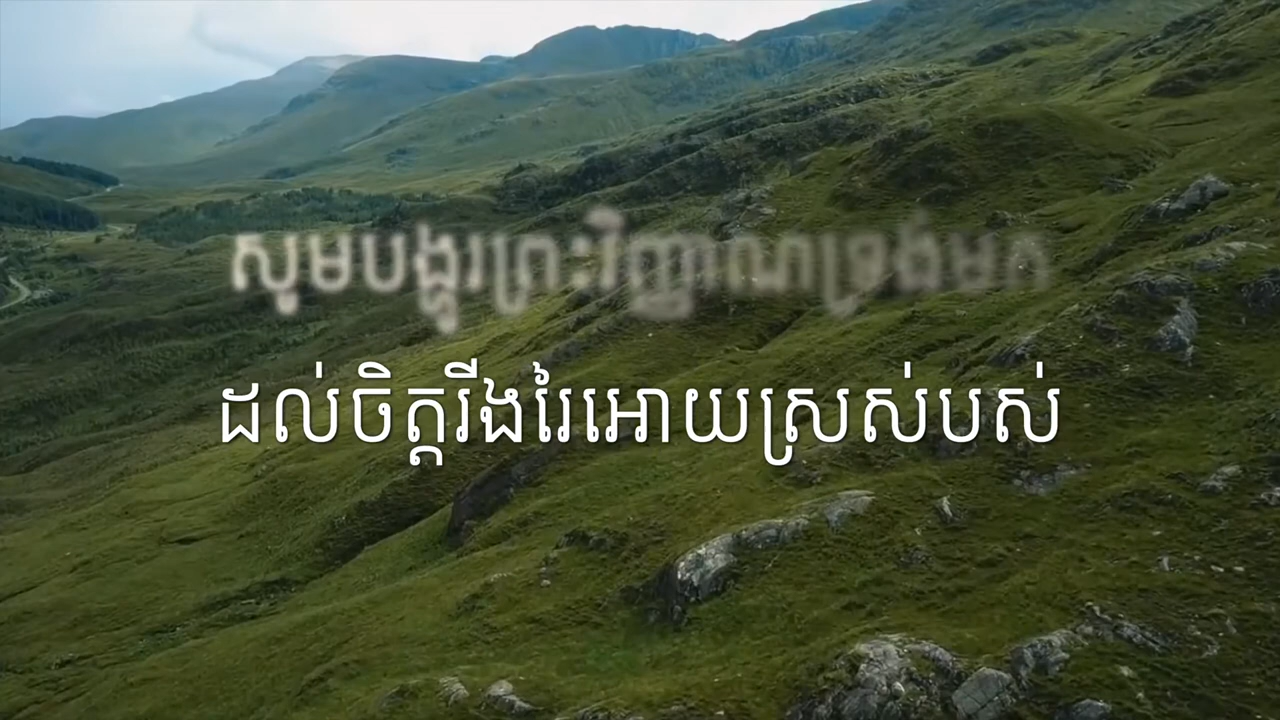 សូមបង្ហូរព្រះវិញ្ញាណទ្រង់មក
ដល់ចិត្តរីងរៃអោយស្រស់បស់